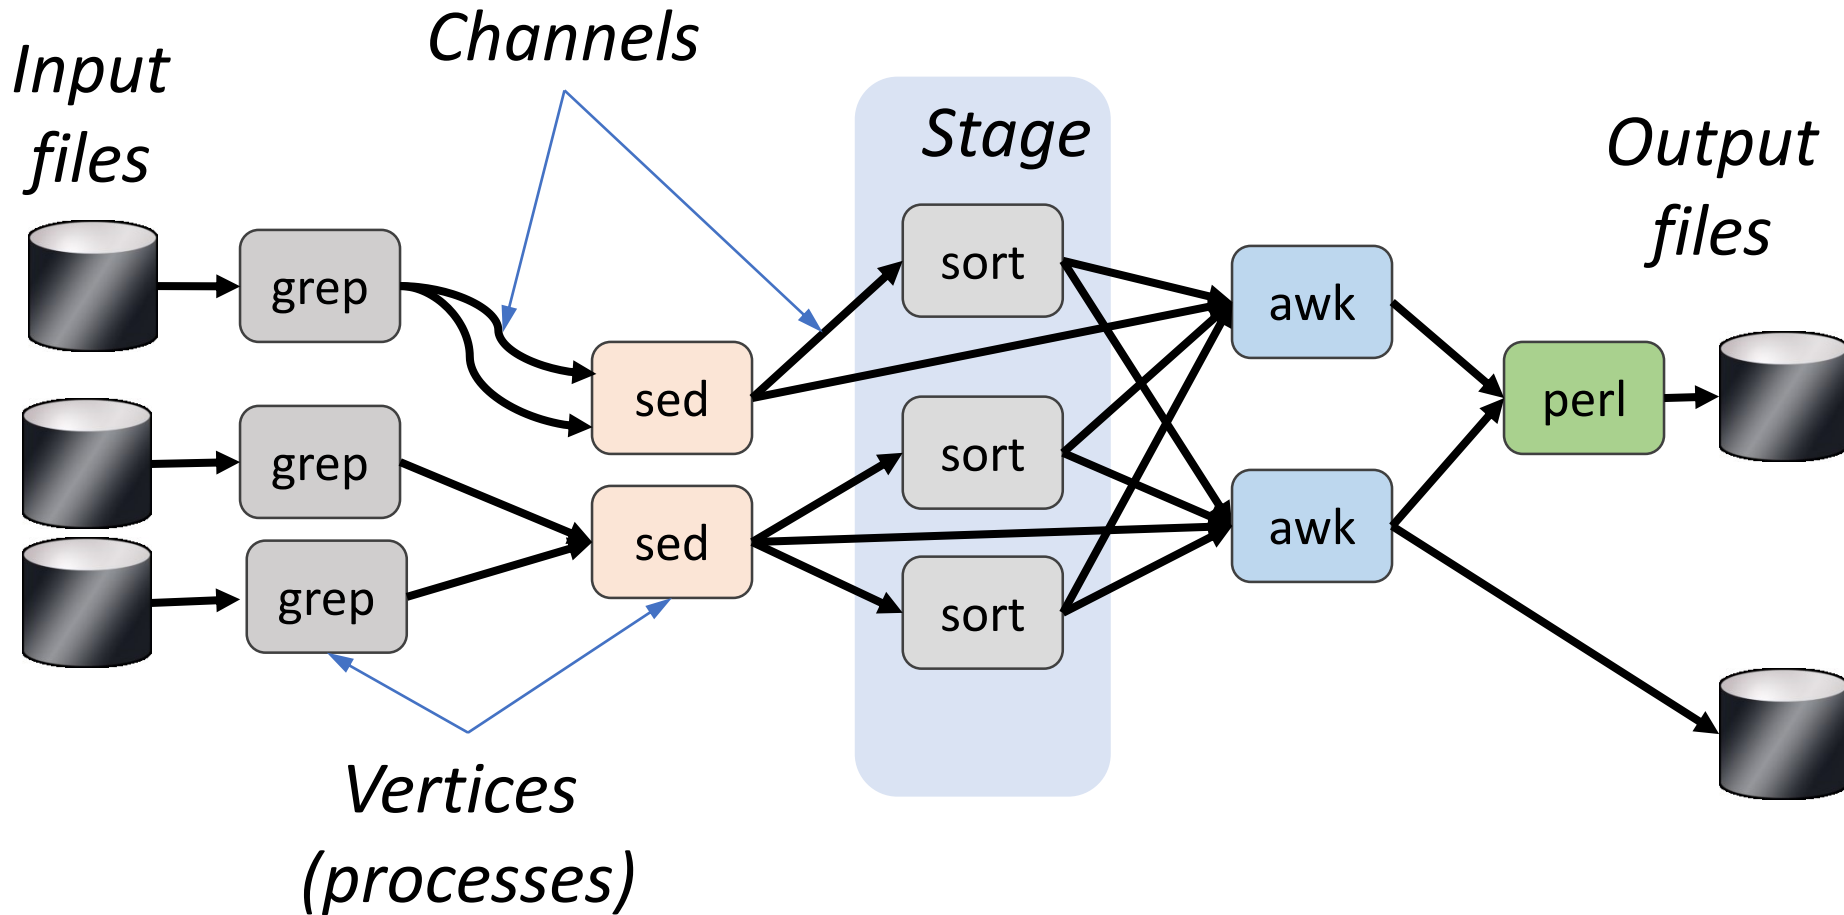 Channels
Input
files
Stage
Output
files
grep
sort
awk
sed
perl
grep
sort
sed
awk
grep
sort
Vertices
(processes)